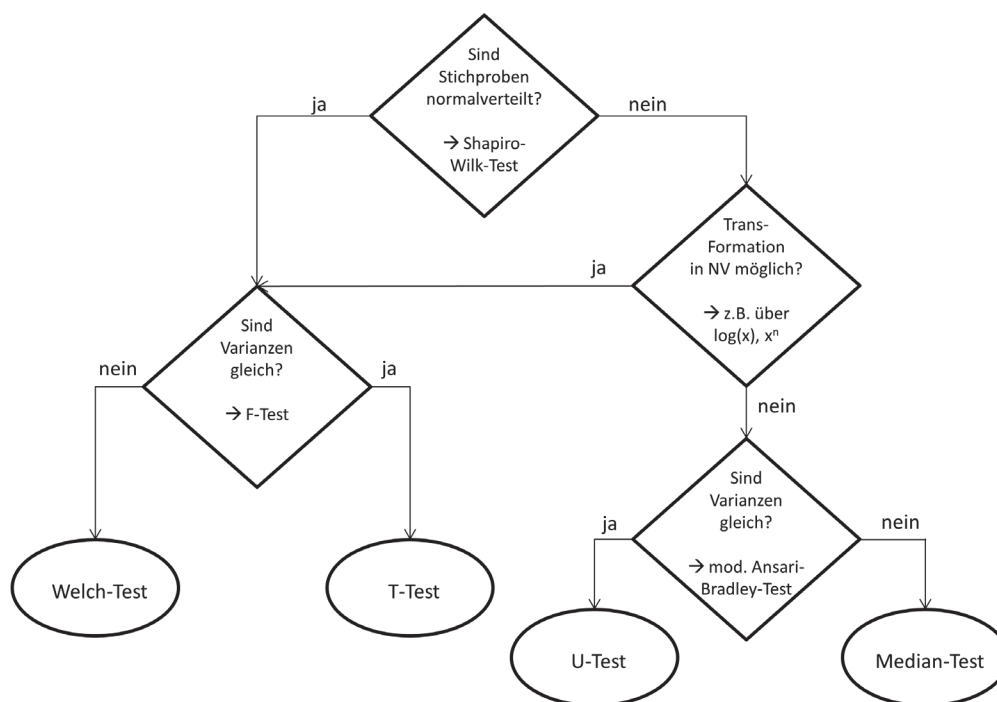 Sind
Stichproben
normalverteilt?
→ Shapiro-
Wilk-Test
ja
nein
Trans-
Formation
in NV möglich?
→ z.B. über
log(x), xⁿ
ja
nein
Sind
Varianzen
gleich?
→ F-Test
nein
ja
Welch-Test
T-Test
Sind
Varianzen
gleich?
→ mod. Ansari-
Bradley-Test
ja
nein
U-Test
Median-Test